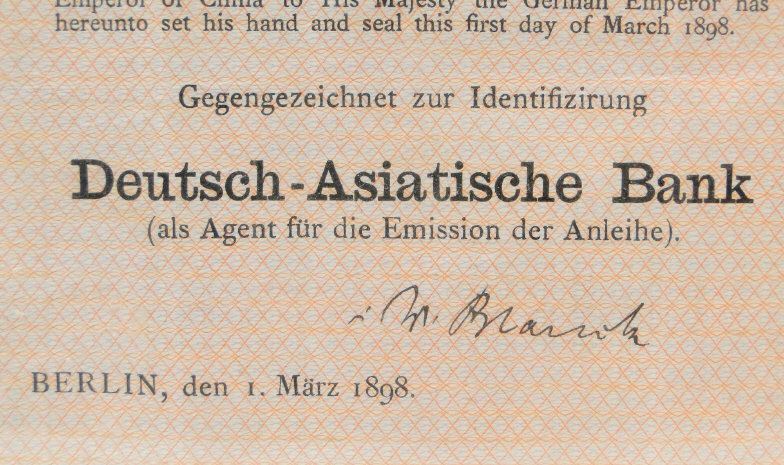 Emperor of China to His Majesty the German Emperor has
hereunto set his hand and seal this first day of March 1898.
Gegengezeichnet zur Identifizirung
Deutsch-Asiatische Bank
(als Agent für die Emission der Anleihe).
BERLIN, den 1. März 1898.